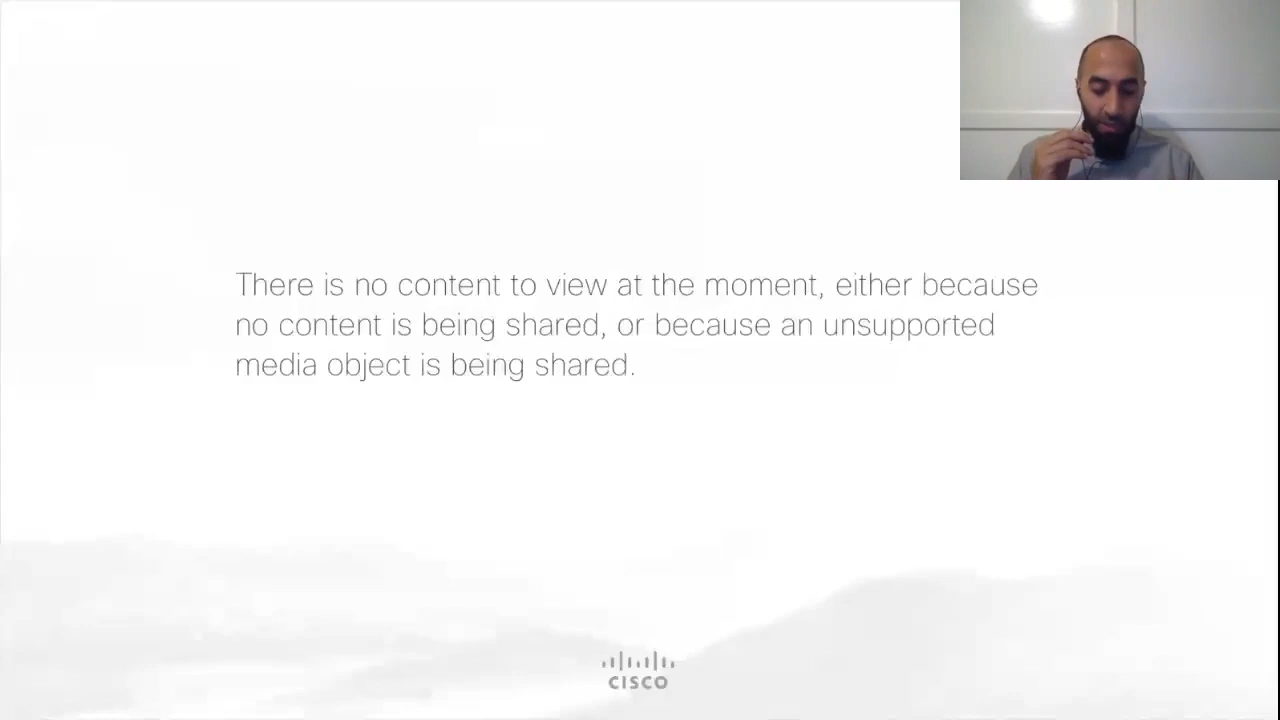 There is no content to view at the moment, either because
no content is being shared, or because an unsupported
media object is being shared.
CISCO